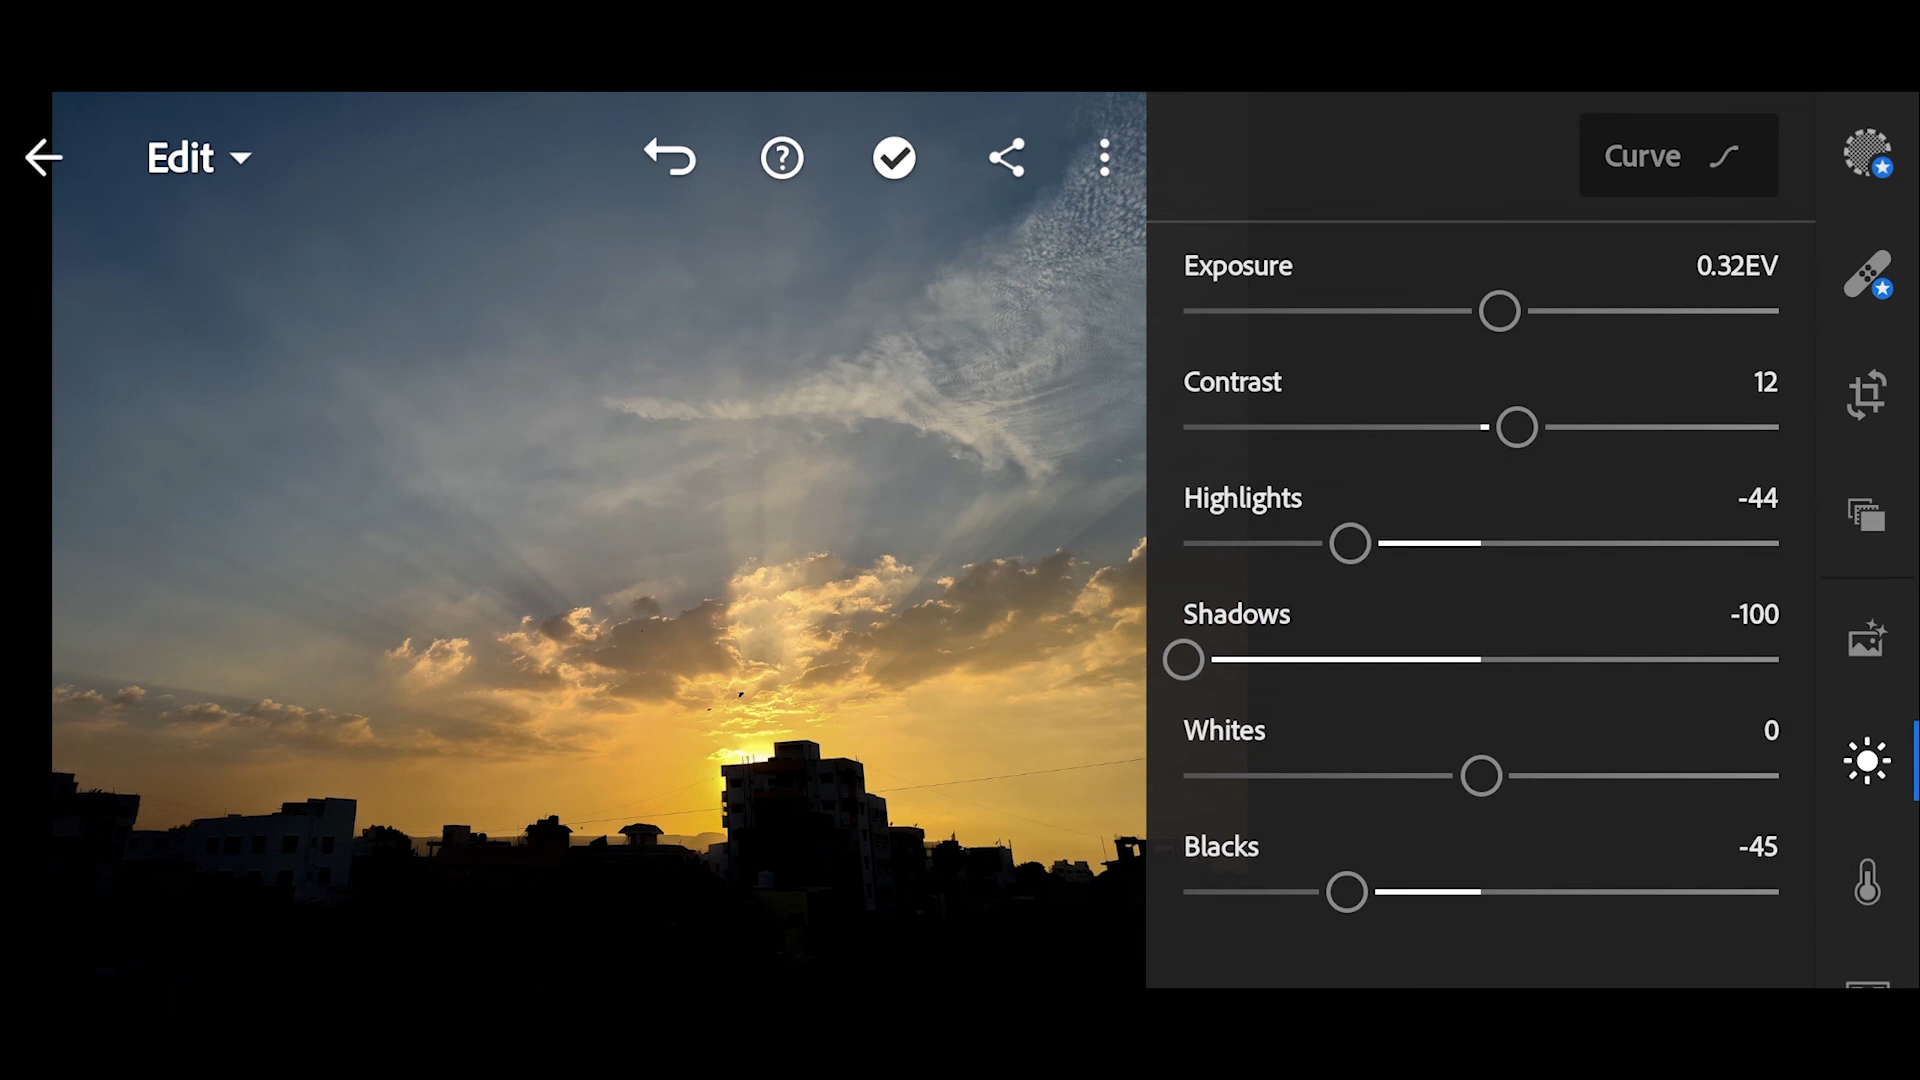 Edit
Curve
Exposure 0.32EV
Contrast 12
Highlights -44
Shadows -100
Whites 0
Blacks -45